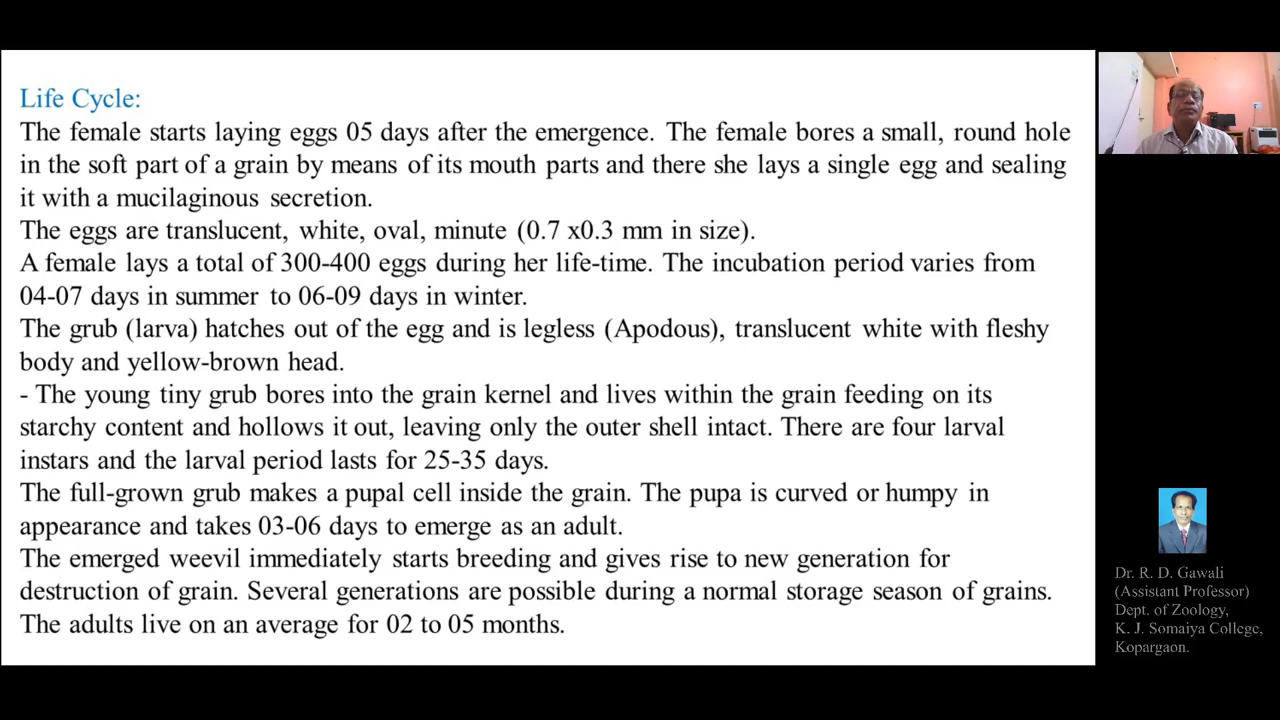 Life Cycle:
The female starts laying eggs 05 days after the emergence. The female bores a small, round hole
in the soft part of a grain by means of its mouth parts and there she lays a single egg and sealing
it with a mucilaginous secretion.
The eggs are translucent, white, oval, minute (0.7 x0.3 mm in size).
A female lays a total of 300-400 eggs during her life-time. The incubation period varies from
04-07 days in summer to 06-09 days in winter.
The grub (larva) hatches out of the egg and is legless (Apodous), translucent white with fleshy
body and yellow-brown head.
- The young tiny grub bores into the grain kernel and lives within the grain feeding on its
starchy content and hollows it out, leaving only the outer shell intact. There are four larval
instars and the larval period lasts for 25-35 days.
The full-grown grub makes a pupal cell inside the grain. The pupa is curved or humpy in
appearance and takes 03-06 days to emerge as an adult.
The emerged weevil immediately starts breeding and gives rise to new generation for
destruction of grain. Several generations are possible during a normal storage season of grains.
The adults live on an average for 02 to 05 months.
Dr. R. D. Gawali
(Assistant Professor)
Dept. of Zoology,
K. J. Somaiya College,
Kopargaon.